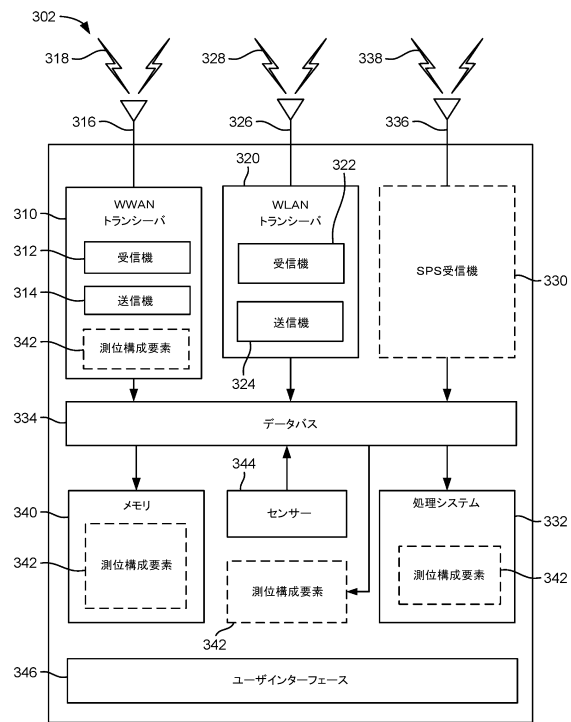 302
318
328
338
316
326
336
320
322
310
WWAN
トランシーバ
WLAN
トランシーバ
312
受信機
受信機
SPS受信機
330
314
送信機
送信機
342
測位構成要素
324
334
データバス
344
340
メモリ
センサー
処理システム
332
342
測位構成要素
測位構成要素
測位構成要素
342
342
346
ユーザインターフェース